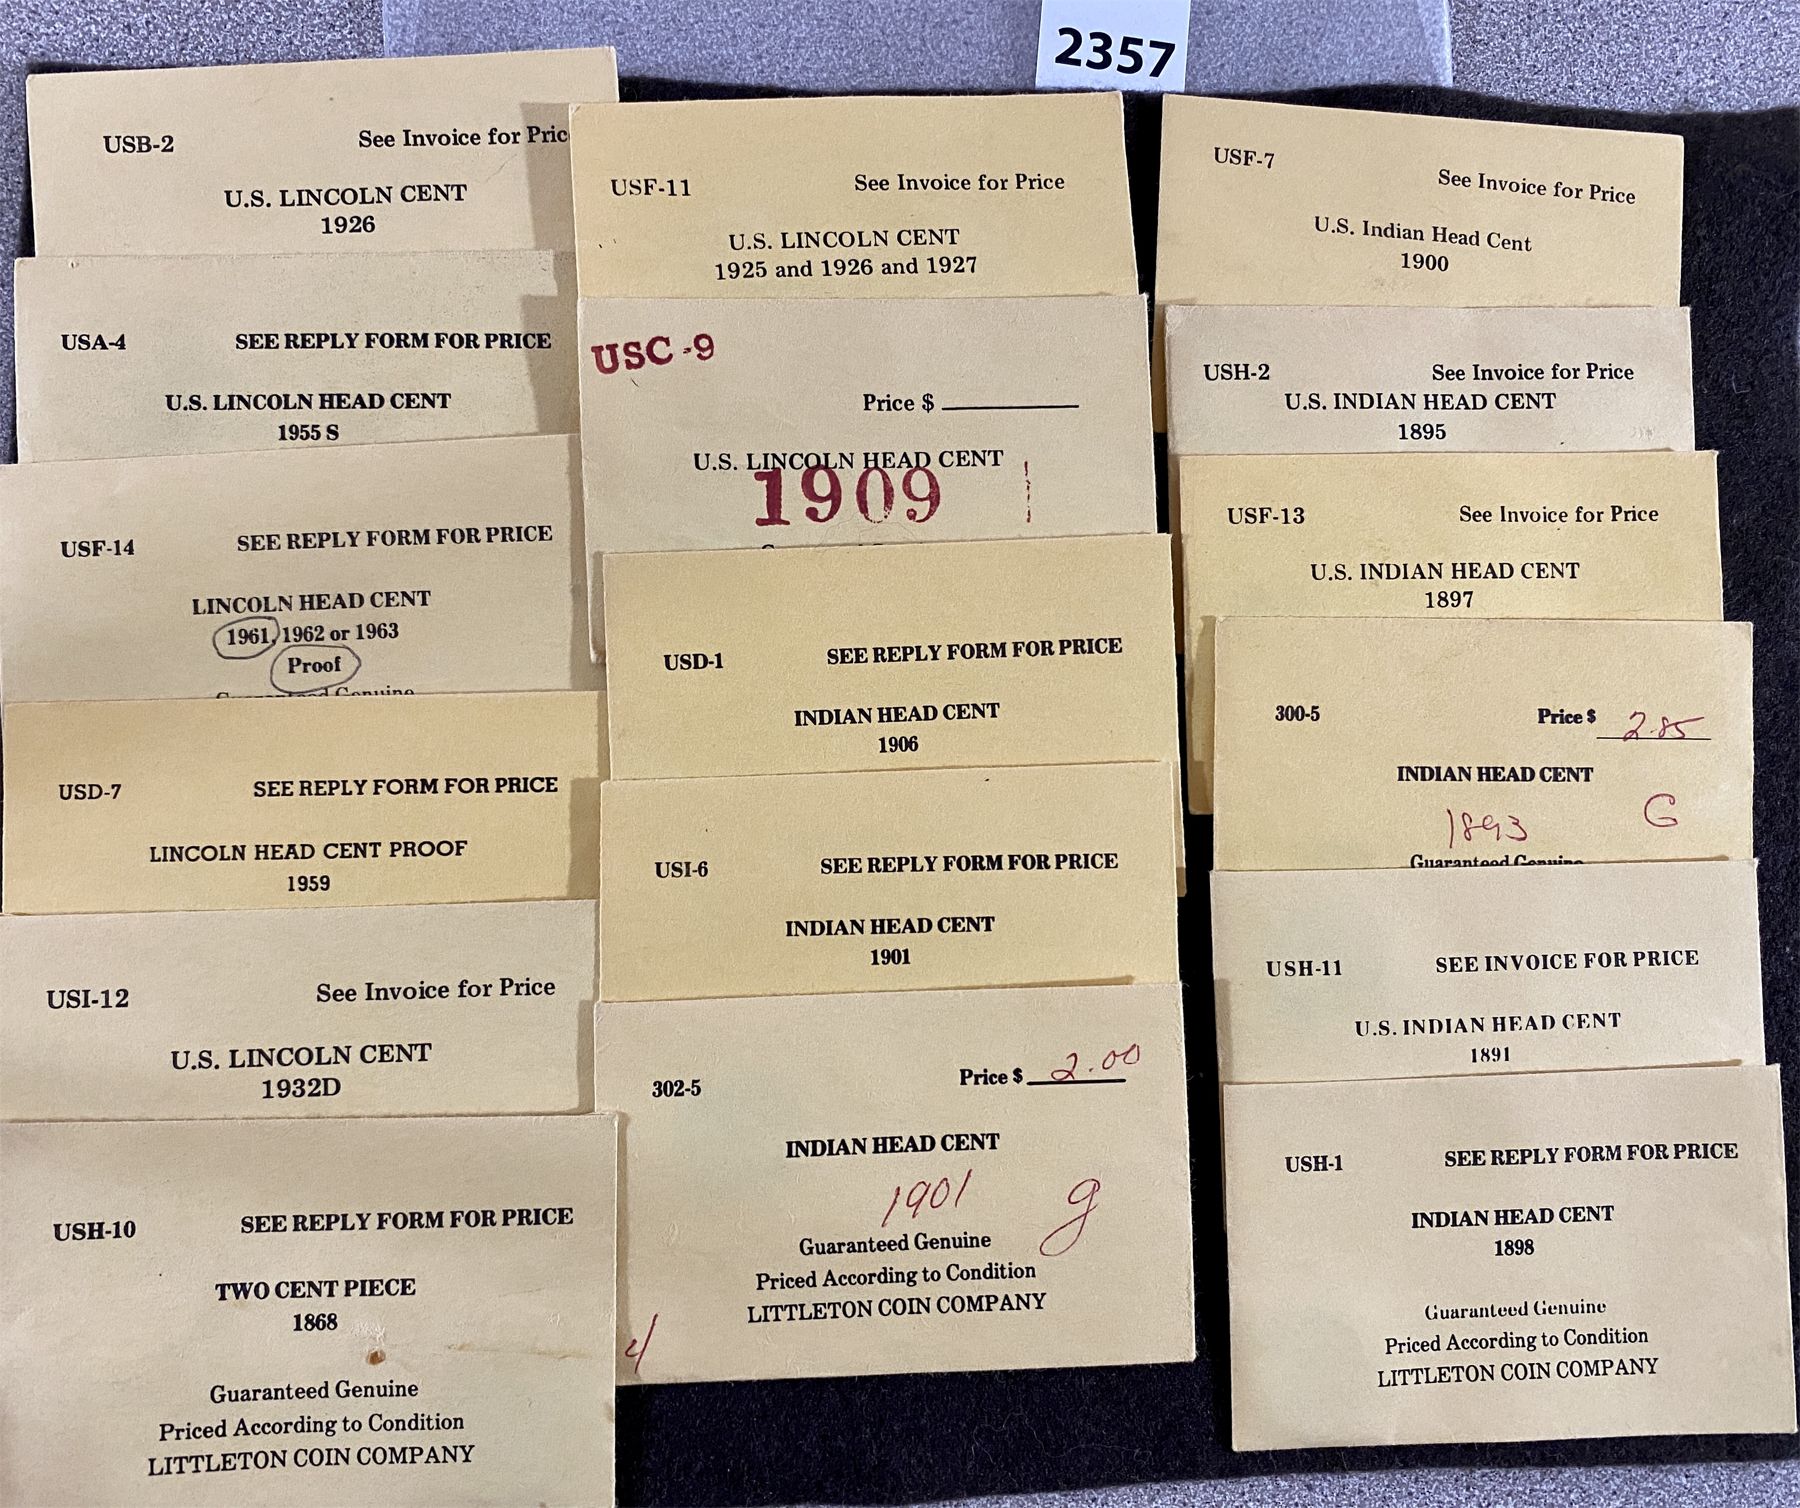 2357
USB-2 See Invoice for Pric
U.S. LINCOLN CENT
1926
USA-4 SEE REPLY FORM FOR PRICE
U.S. LINCOLN HEAD CENT
1955 S
USF-14 SEE REPLY FORM FOR PRICE
LINCOLN HEAD CENT
1961, 1962 or 1963
Proof
Guaranteed Genuine
USD-7 SEE REPLY FORM FOR PRICE
LINCOLN HEAD CENT PROOF
1959
USI-12 See Invoice for Price
U.S. LINCOLN CENT
1932D
USH-10 SEE REPLY FORM FOR PRICE
TWO CENT PIECE
1868
Guaranteed Genuine
Priced According to Condition
LITTLETON COIN COMPANY
USF-11 See Invoice for Price
U.S. LINCOLN CENT
1925 and 1926 and 1927
USC-9
Price $
U.S. LINCOLN HEAD CENT
1909
USD-1 SEE REPLY FORM FOR PRICE
INDIAN HEAD CENT
1906
USI-6 SEE REPLY FORM FOR PRICE
INDIAN HEAD CENT
1901
302-5 Price $ 2.00
INDIAN HEAD CENT
1901 g
Guaranteed Genuine
Priced According to Condition
LITTLETON COIN COMPANY
4
USF-7 See Invoice for Price
U.S. Indian Head Cent
1900
USH-2 See Invoice for Price
U.S. INDIAN HEAD CENT
1895
USF-13 See Invoice for Price
U.S. INDIAN HEAD CENT
1897
300-5 Price $ 2.85
INDIAN HEAD CENT
1893 G
Guaranteed Genuine
USH-11 SEE INVOICE FOR PRICE
U.S. INDIAN HEAD CENT
1891
USH-1 SEE REPLY FORM FOR PRICE
INDIAN HEAD CENT
1898
Guaranteed Genuine
Priced According to Condition
LITTLETON COIN COMPANY